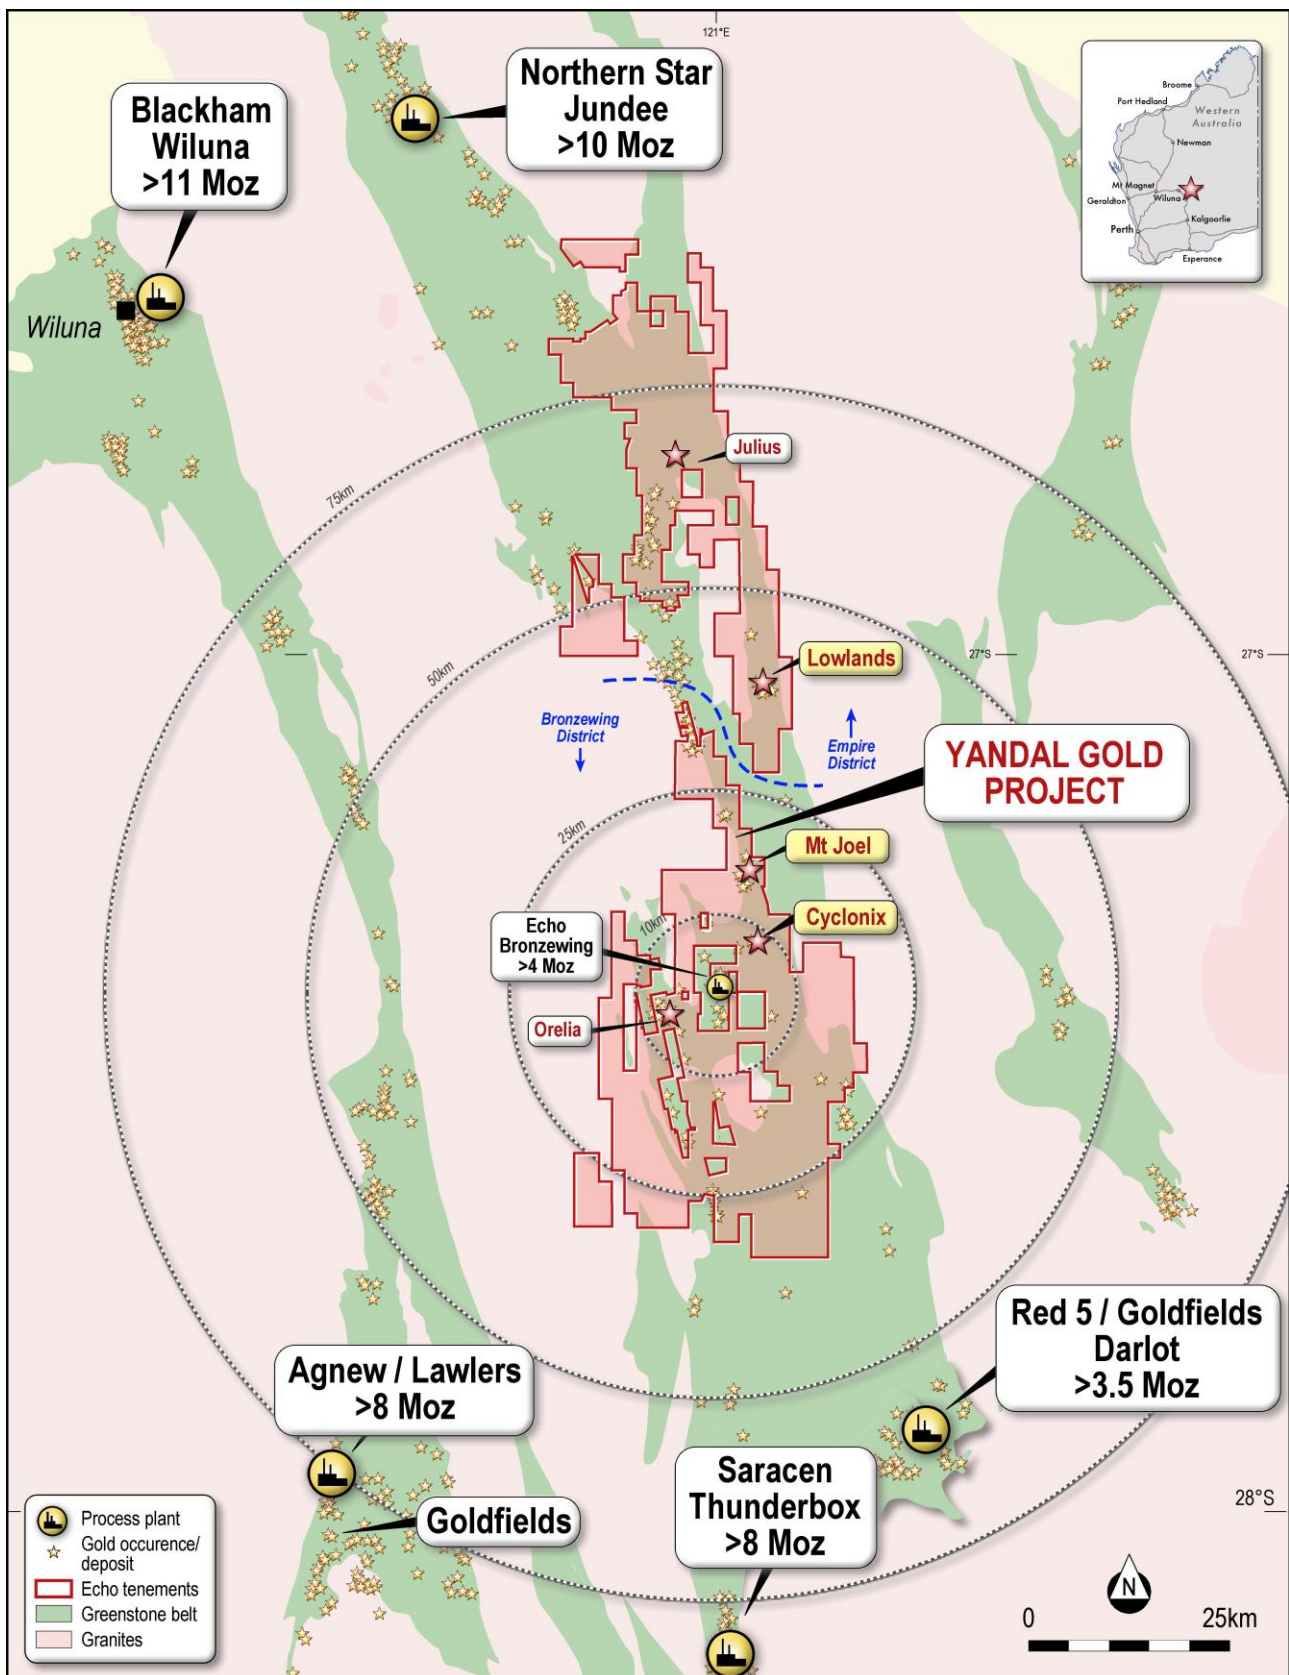 121°E
Northern Star
Jundee
>10 Moz
Blackham
Wiluna
>11 Moz
Wiluna
Broome
Port Hedland
Western
Australia
Newman
Mt Magnet
Wiluna
Geraldton
Kalgoorlie
Perth
Esperance
Julius
75km
50km
27°S
27°S
Lowlands
Bronzewing
District
Empire
District
YANDAL GOLD
PROJECT
25km
Mt Joel
Cyclonix
10km
Echo
Bronzewing
>4 Moz
Orelia
Red 5 / Goldfields
Darlot
>3.5 Moz
Agnew / Lawlers
>8 Moz
Saracen
Thunderbox
>8 Moz
Goldfields
28°S
Process plant
Gold occurence/
deposit
Echo tenements
Greenstone belt
Granites
N
0 25km